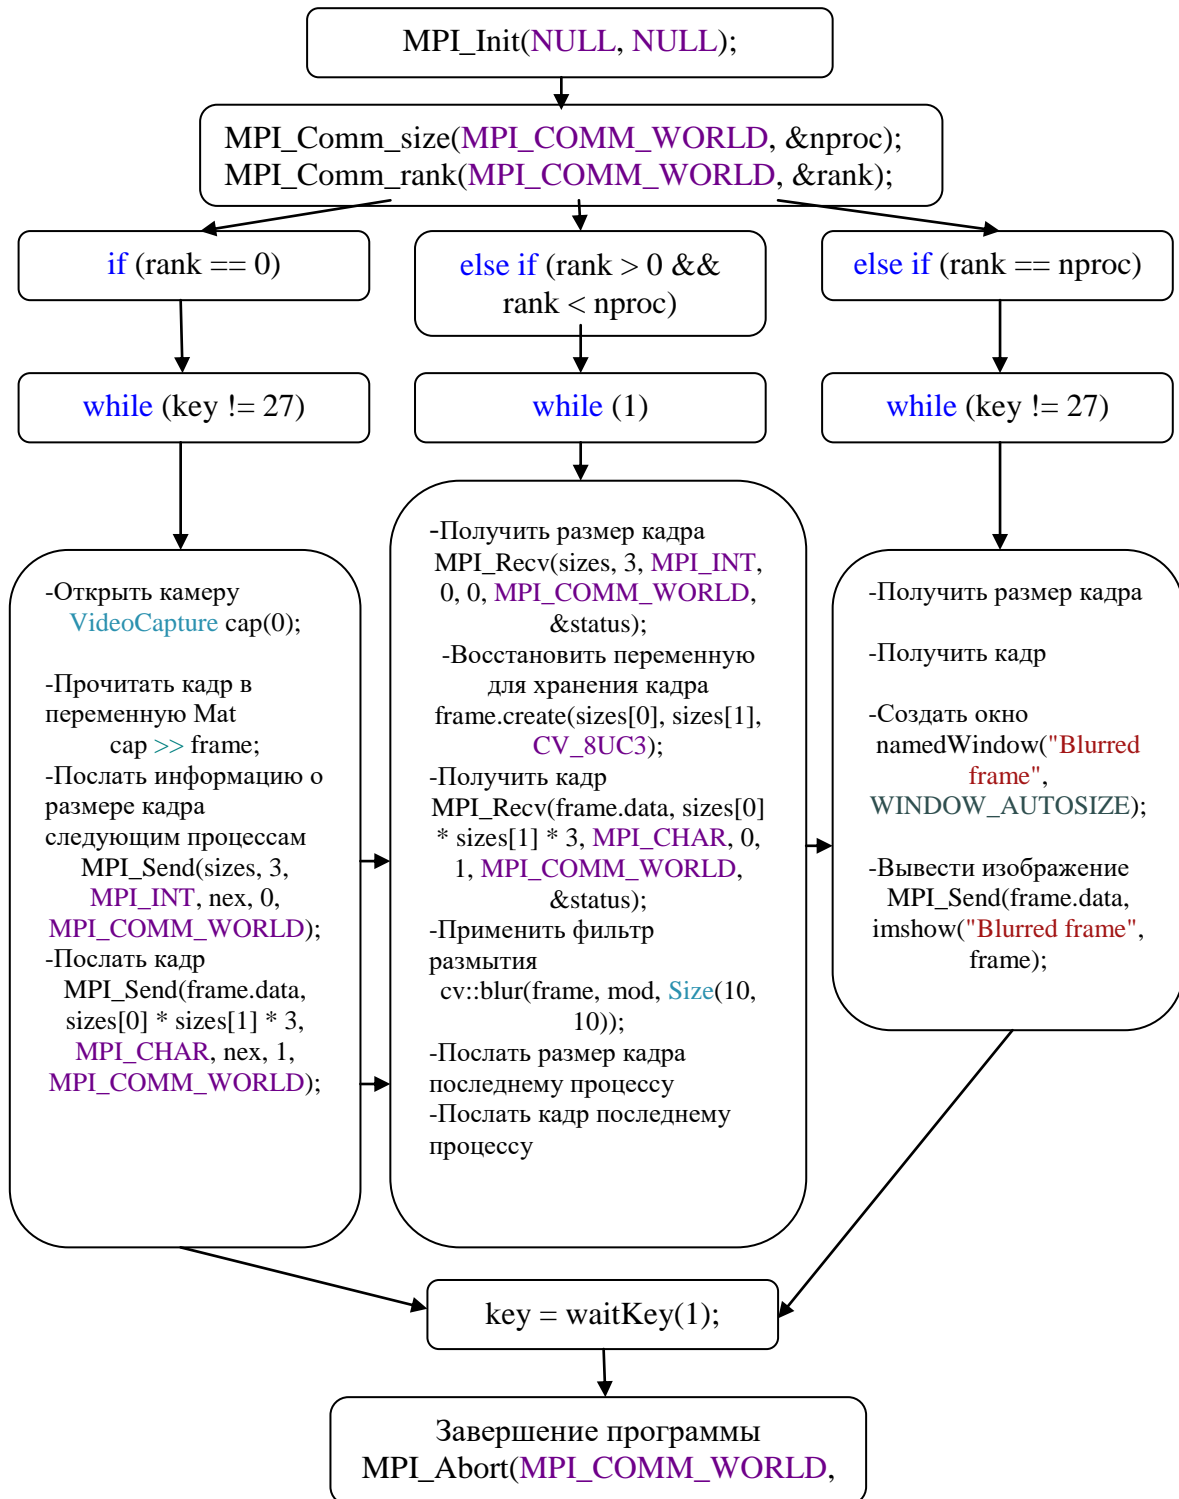 MPI_Init(NULL, NULL);
MPI_Comm_size(MPI_COMM_WORLD, &nproc);
MPI_Comm_rank(MPI_COMM_WORLD, &rank);
if (rank == 0)
else if (rank > 0 &&
rank < nproc)
else if (rank == nproc)
while (key != 27)
while (1)
while (key != 27)
-Открыть камеру
VideoCapture cap(0);
-Прочитать кадр в
переменную Mat
cap >> frame;
-Послать информацию о
размере кадра
следующим процессам
MPI_Send(sizes, 3,
MPI_INT, nex, 0,
MPI_COMM_WORLD);
-Послать кадр
MPI_Send(frame.data,
sizes[0] * sizes[1] * 3,
MPI_CHAR, nex, 1,
MPI_COMM_WORLD);
-Получить размер кадра
MPI_Recv(sizes, 3, MPI_INT,
0, 0, MPI_COMM_WORLD,
&status);
-Восстановить переменную
для хранения кадра
frame.create(sizes[0], sizes[1],
CV_8UC3);
-Получить кадр
MPI_Recv(frame.data, sizes[0]
* sizes[1] * 3, MPI_CHAR, 0,
1, MPI_COMM_WORLD,
&status);
-Применить фильтр
размытия
cv::blur(frame, mod, Size(10,
10));
-Послать размер кадра
последнему процессу
-Послать кадр последнему
процессу
-Получить размер кадра
-Получить кадр
-Создать окно
namedWindow("Blurred
frame",
WINDOW_AUTOSIZE);
-Вывести изображение
MPI_Send(frame.data,
imshow("Blurred frame",
frame);
key = waitKey(1);
Завершение программы
MPI_Abort(MPI_COMM_WORLD,